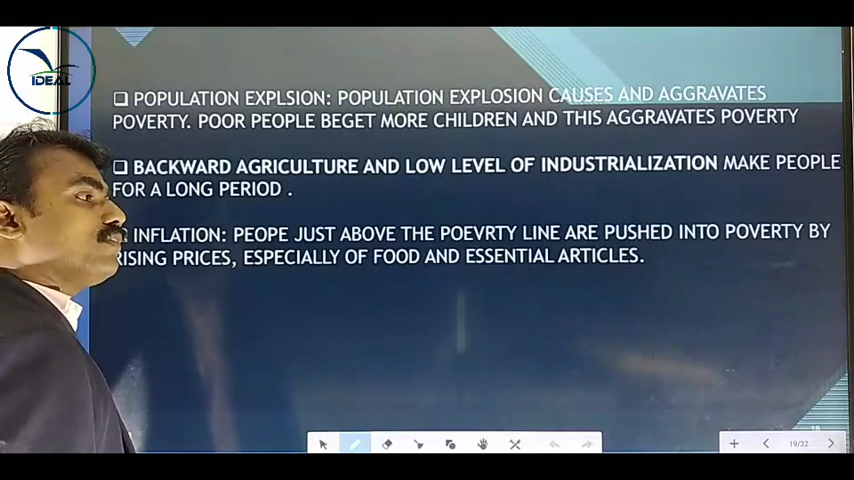 IDEAL
❑ POPULATION EXPLSION: POPULATION EXPLOSION CAUSES AND AGGRAVATES
POVERTY. POOR PEOPLE BEGET MORE CHILDREN AND THIS AGGRAVATES POVERTY
❑ BACKWARD AGRICULTURE AND LOW LEVEL OF INDUSTRIALIZATION MAKE PEOPLE
FOR A LONG PERIOD .
INFLATION: PEOPE JUST ABOVE THE POEVRTY LINE ARE PUSHED INTO POVERTY BY
RISING PRICES, ESPECIALLY OF FOOD AND ESSENTIAL ARTICLES.
19/32